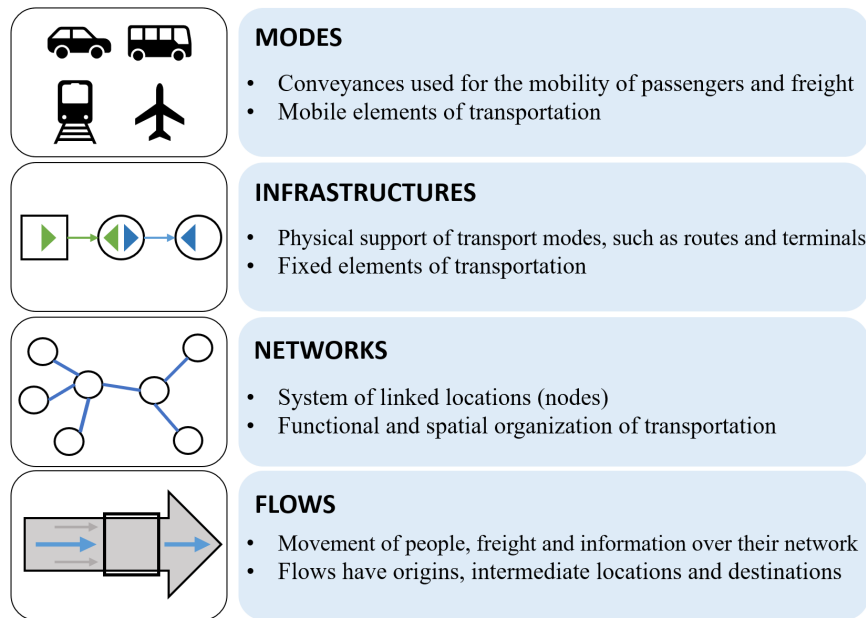 MODES
• Conveyances used for the mobility of passengers and freight
• Mobile elements of transportation
INFRASTRUCTURES
• Physical support of transport modes, such as routes and terminals
• Fixed elements of transportation
NETWORKS
• System of linked locations (nodes)
• Functional and spatial organization of transportation
FLOWS
• Movement of people, freight and information over their network
• Flows have origins, intermediate locations and destinations